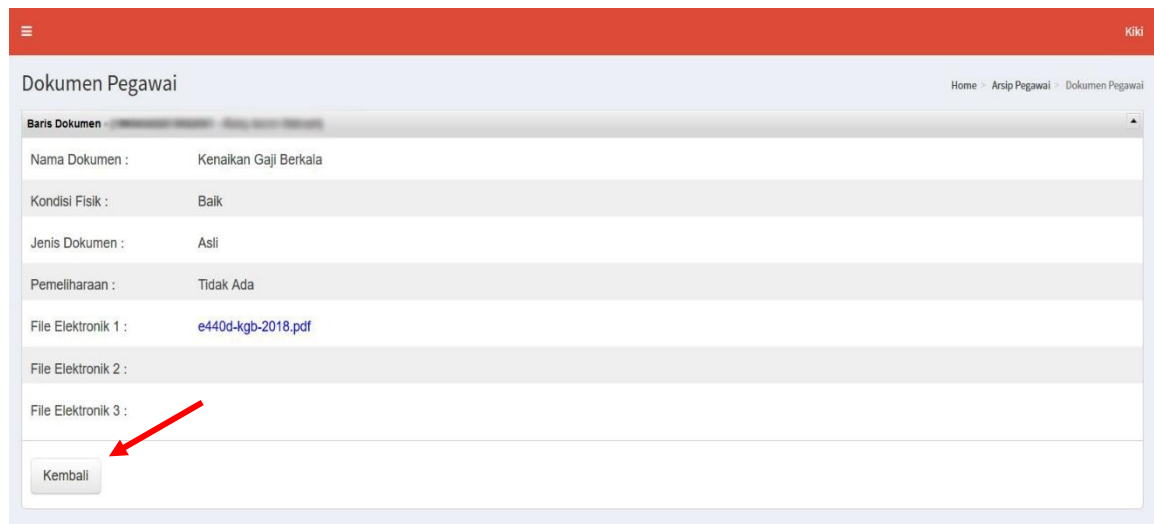 Kiki
Dokumen Pegawai
Home > Arsip Pegawai > Dokumen Pegawai
Baris Dokumen -
Nama Dokumen : Kenaikan Gaji Berkala
Kondisi Fisik : Baik
Jenis Dokumen : Asli
Pemeliharaan : Tidak Ada
File Elektronik 1 : e440d-kgb-2018.pdf
File Elektronik 2 :
File Elektronik 3 :
Kembali